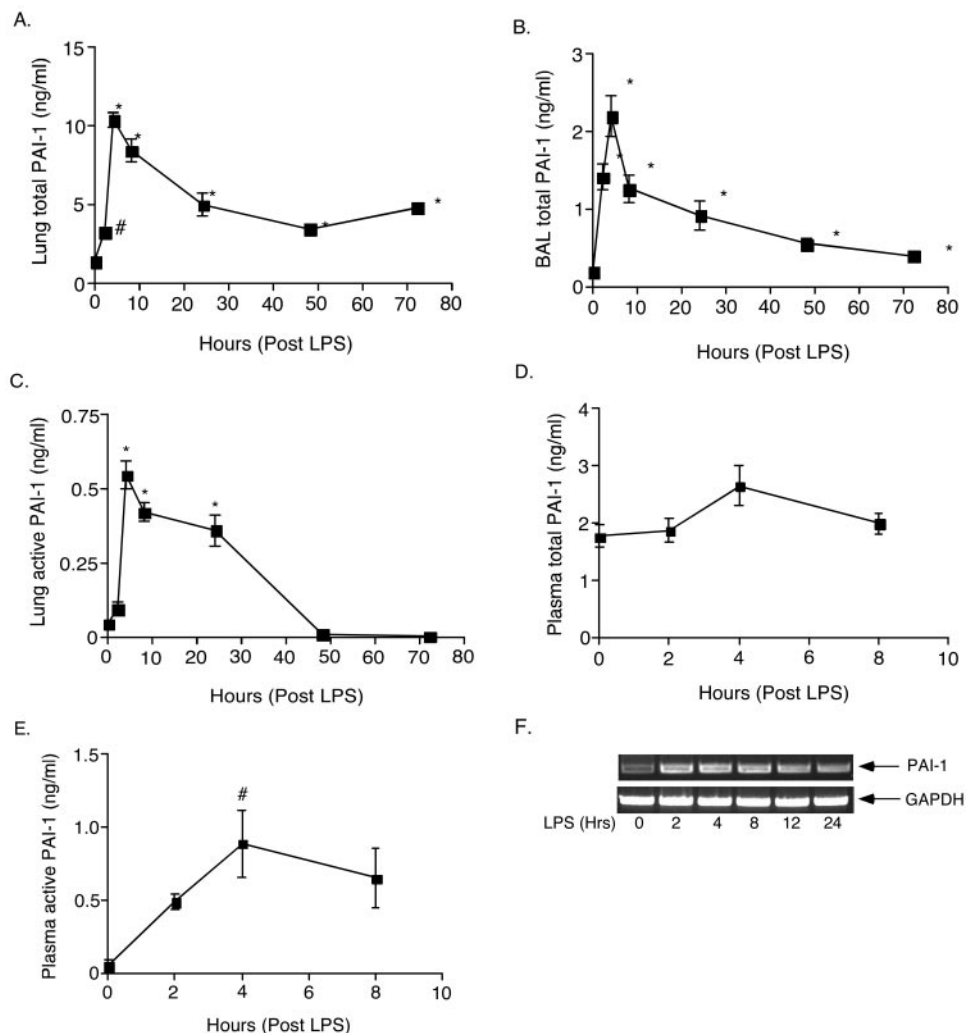 A.
Lung total PAI-1 (ng/ml)
15
10
5
0
*
*
#
*
*
*
0 10 20 30 40 50 60 70 80
Hours (Post LPS)
B.
BAL total PAI-1 (ng/ml)
3
2
1
0
*
*
*
*
*
*
0 10 20 30 40 50 60 70 80
Hours (Post LPS)
C.
Lung active PAI-1 (ng/ml)
0.75
0.5
0.25
0
*
*
*
0 10 20 30 40 50 60 70 80
Hours (Post LPS)
D.
Plasma total PAI-1 (ng/ml)
4
3
2
1
0
0 2 4 6 8 10
Hours (Post LPS)
E.
Plasma active PAI-1 (ng/ml)
1.5
1.0
0.5
0
#
0 2 4 6 8 10
Hours (Post LPS)
F.
PAI-1
GAPDH
LPS (Hrs) 0 2 4 8 12 24